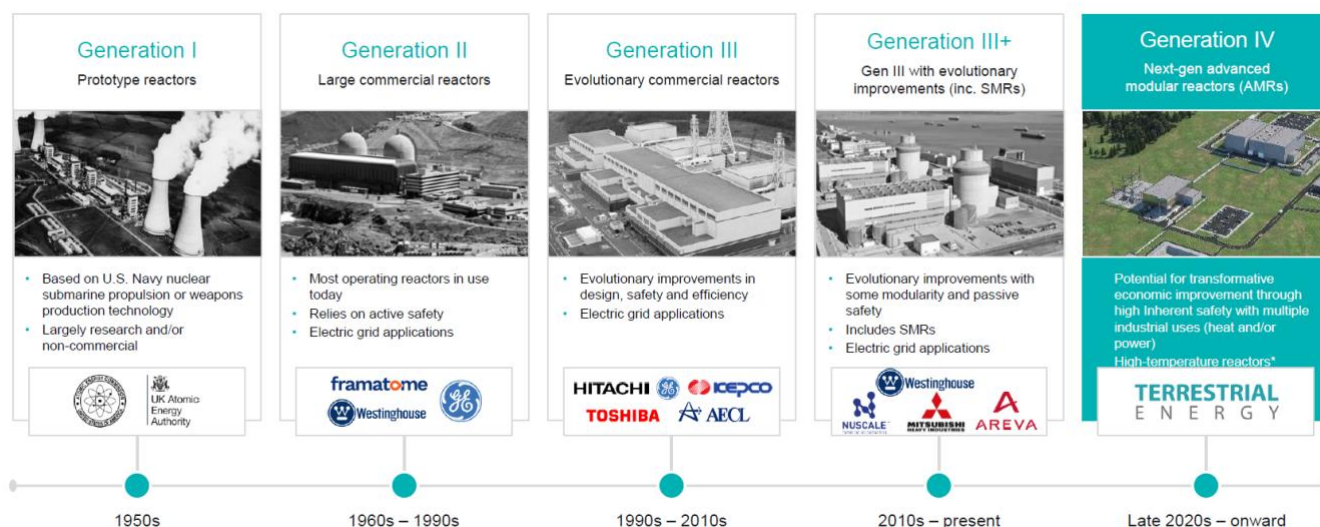 Generation I
Prototype reactors
• Based on U.S. Navy nuclear
submarine propulsion or weapons
production technology
• Largely research and/or
non-commercial
UK Atomic
Energy
Authority
1950s
Generation II
Large commercial reactors
• Most operating reactors in use
today
• Relies on active safety
• Electric grid applications
framatome
Westinghouse
GE
1960s – 1990s
Generation III
Evolutionary commercial reactors
• Evolutionary improvements in
design, safety and efficiency
• Electric grid applications
HITACHI
GE
KEPCO
TOSHIBA
AECL
1990s – 2010s
Generation III+
Gen III with evolutionary
improvements (inc. SMRs)
• Evolutionary improvements with
some modularity and passive
safety
• Includes SMRs
• Electric grid applications
Westinghouse
NUSCALE
MITSUBISHI
HEAVY INDUSTRIES
AREVA
2010s – present
Generation IV
Next-gen advanced
modular reactors (AMRs)
Potential for transformative
economic improvement through
high Inherent safety with multiple
industrial uses (heat and/or
power)
High-temperature reactors*
TERRESTRIAL
ENERGY
Late 2020s – onward